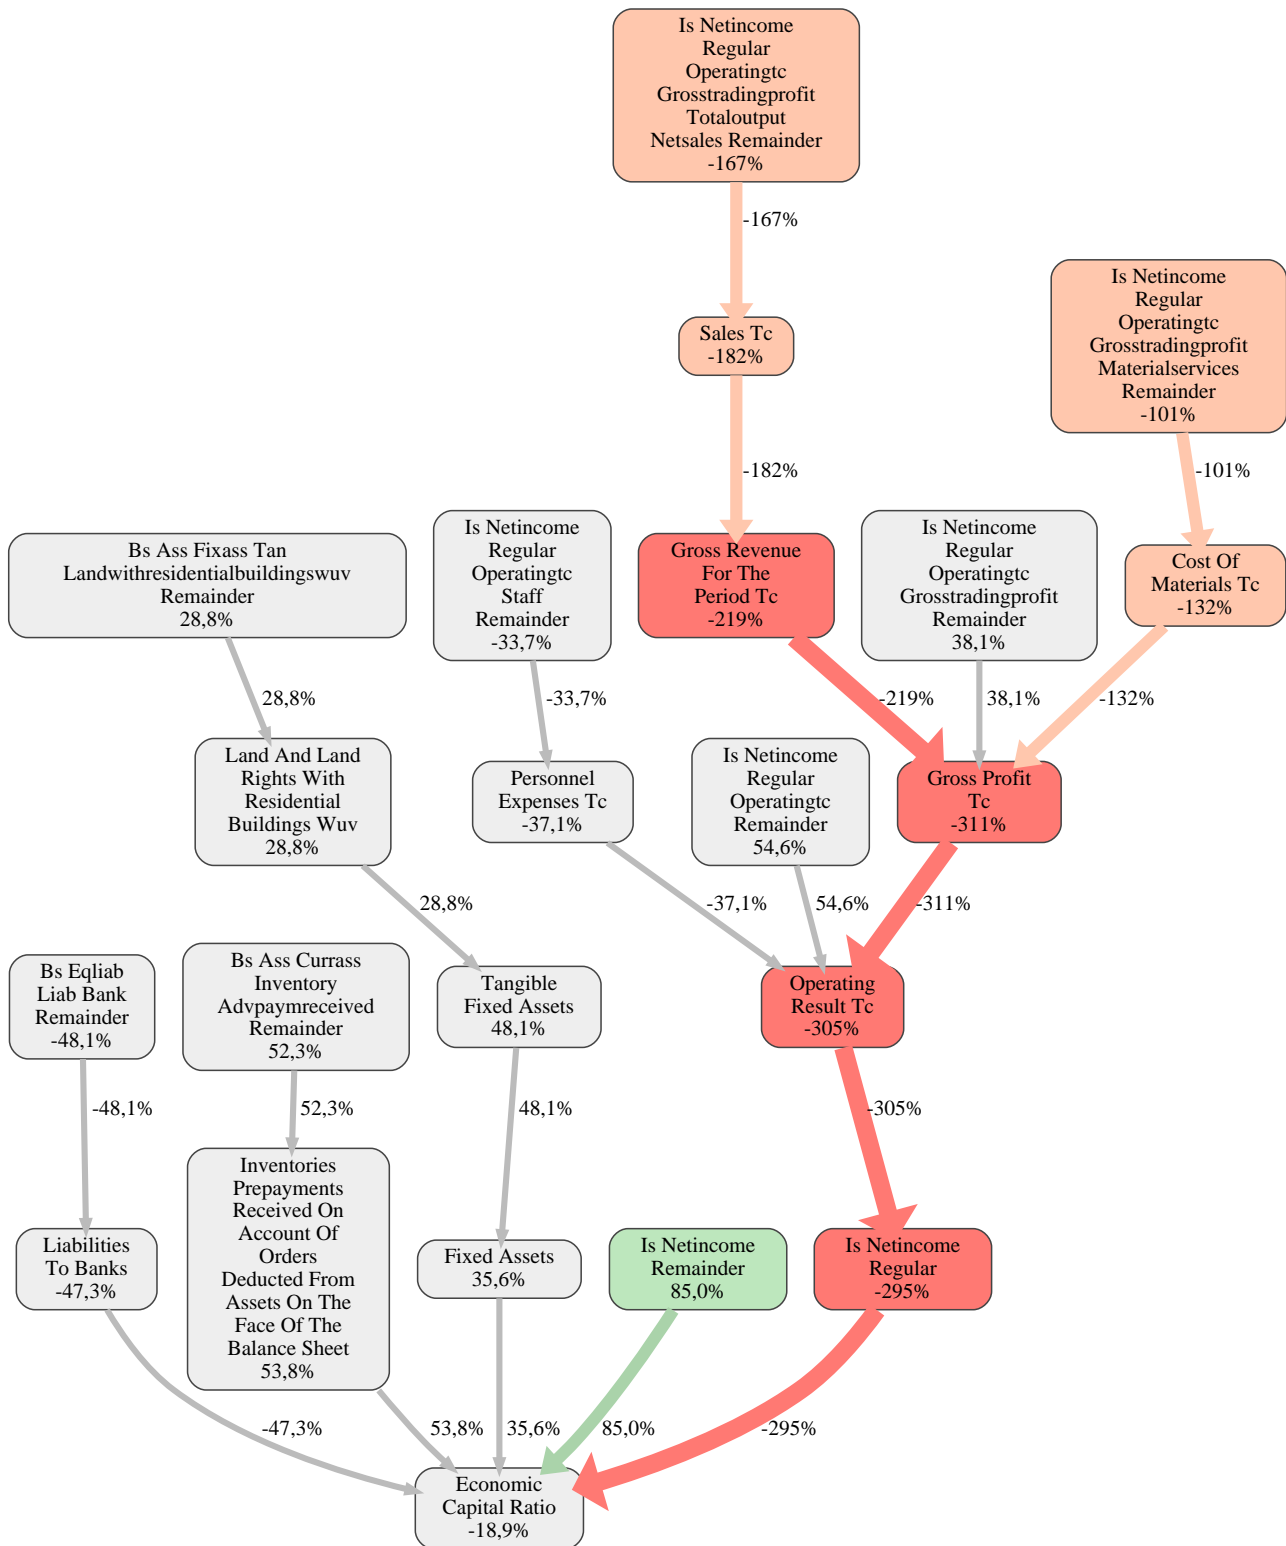 Is Netincome
Regular
Operatingtc
Grosstradingprofit
Totaloutput
Netsales Remainder
-167%
-167%
Is Netincome
Regular
Operatingtc
Grosstradingprofit
Materialservices
Remainder
-101%
Sales Tc
-182%
-182%
-101%
Bs Ass Fixass Tan
Landwithresidentialbuildingswuv
Remainder
28,8%
Is Netincome
Regular
Operatingtc
Staff
Remainder
-33,7%
Gross Revenue
For The
Period Tc
-219%
Is Netincome
Regular
Operatingtc
Grosstradingprofit
Remainder
38,1%
Cost Of
Materials Tc
-132%
28,8%
-33,7%
-219%
38,1%
-132%
Land And Land
Rights With
Residential
Buildings Wuv
28,8%
Personnel
Expenses Tc
-37,1%
Is Netincome
Regular
Operatingtc
Remainder
54,6%
Gross Profit
Tc
-311%
28,8%
-37,1%
54,6%
-311%
Bs Eqliab
Liab Bank
Remainder
-48,1%
Bs Ass Currass
Inventory
Advpaymreceived
Remainder
52,3%
Tangible
Fixed Assets
48,1%
Operating
Result Tc
-305%
-48,1%
52,3%
48,1%
-305%
Liabilities
To Banks
-47,3%
Inventories
Prepayments
Received On
Account Of
Orders
Deducted From
Assets On The
Face Of The
Balance Sheet
53,8%
Fixed Assets
35,6%
Is Netincome
Remainder
85,0%
Is Netincome
Regular
-295%
-47,3%
53,8%
35,6%
85,0%
-295%
Economic
Capital Ratio
-18,9%